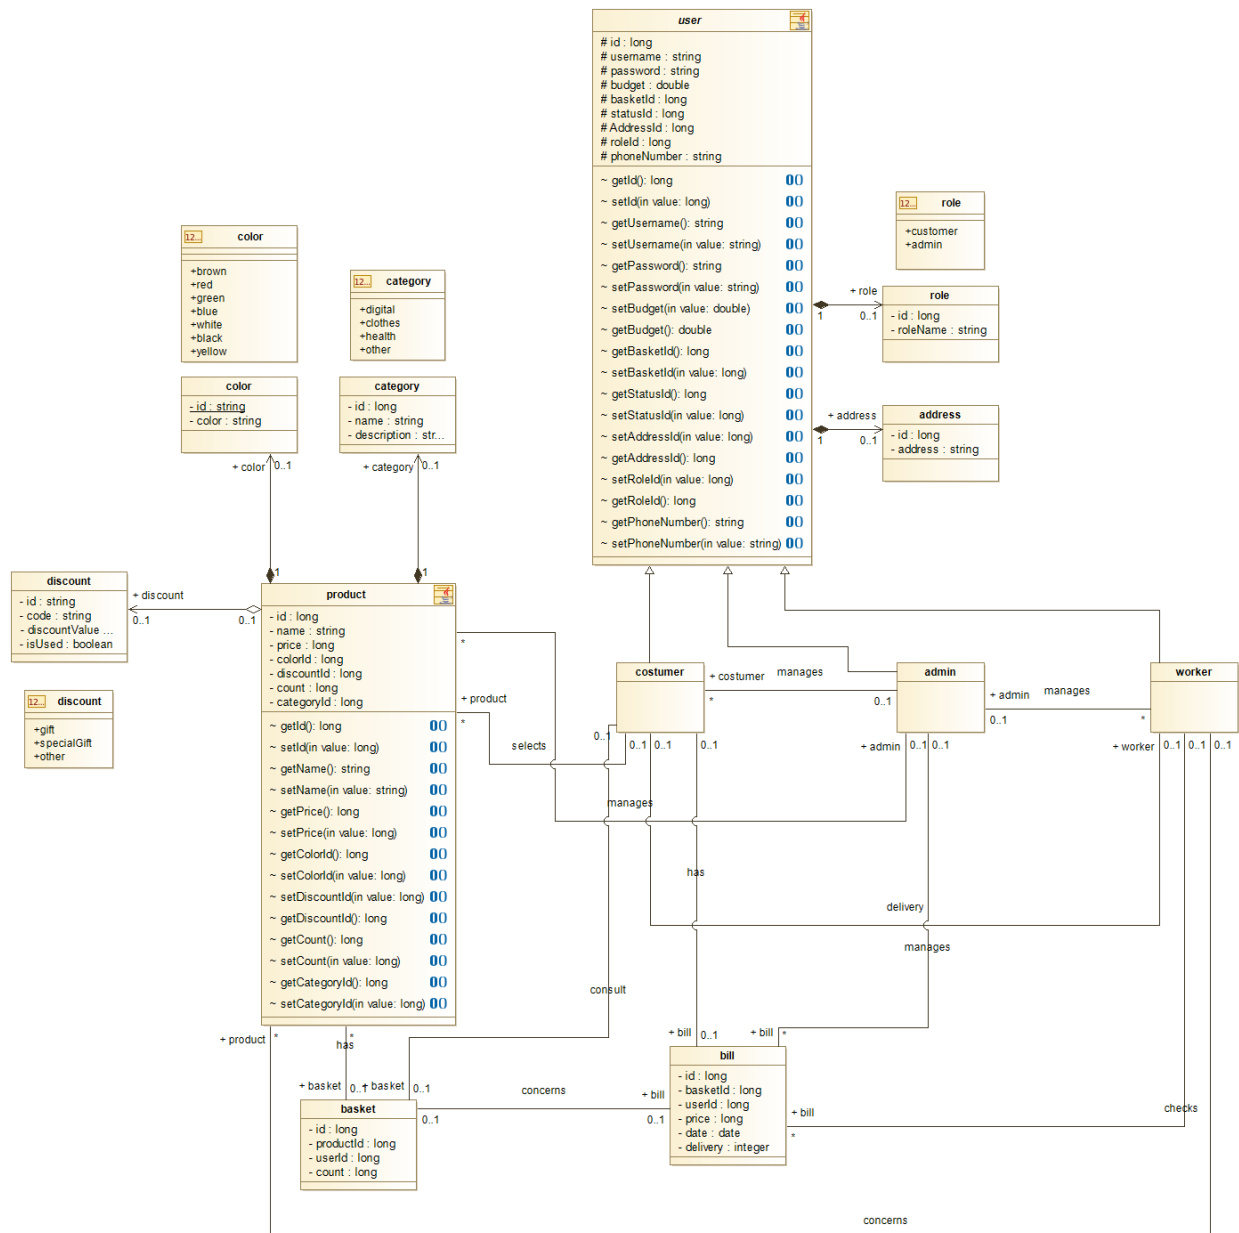 user
# id : long
# username : string
# password : string
# budget : double
# basketId : long
# statusId : long
# AddressId : long
# roleId : long
# phoneNumber : string
~ getId(): long
~ setId(in value: long)
~ getUsername(): string
~ setUsername(in value: string)
~ getPassword(): string
~ setPassword(in value: string)
~ setBudget(in value: double)
~ getBudget(): double
~ getBasketId(): long
~ setBasketId(in value: long)
~ getStatusId(): long
~ setStatusId(in value: long)
~ setAddressId(in value: long)
~ getAddressId(): long
~ setRoleId(in value: long)
~ getRoleId(): long
~ getPhoneNumber(): string
~ setPhoneNumber(in value: string)
12... role
+customer
+admin
+ role
1
0..1
role
- id : long
- roleName : string
+ address
1
0..1
address
- id : long
- address : string
12... color
+brown
+red
+green
+blue
+white
+black
+yellow
12... category
+digital
+clothes
+health
+other
color
- id : string
- color : string
+ color
0..1
1
category
- id : long
- name : string
- description : str...
+ category
0..1
1
discount
- id : string
- code : string
- discountValue ...
- isUsed : boolean
+ discount
0..1
0..1
12... discount
+gift
+specialGift
+other
product
- id : long
- name : string
- price : long
- colorId : long
- discountId : long
- count : long
- categoryId : long
~ getId(): long
~ setId(in value: long)
~ getName(): string
~ setName(in value: string)
~ getPrice(): long
~ setPrice(in value: long)
~ getColorId(): long
~ setColorId(in value: long)
~ setDiscountId(in value: long)
~ getDiscountId(): long
~ getCount(): long
~ setCount(in value: long)
~ getCategoryId(): long
~ setCategoryId(in value: long)
*
+ product
*
selects
manages
costumer
+ costumer
*
manages
0..1
admin
+ admin
0..1
manages
*
worker
0..1
0..1
0..1
0..1
+ admin
0..1
0..1
+ worker
0..1
0..1
0..1
has
delivery
manages
consult
+ product
*
*
has
+ basket
0..1
+ basket
0..1
basket
- id : long
- productId : long
- userId : long
- count : long
concerns
0..1
+ bill
0..1
+ bill
0..1
+ bill
*
bill
- id : long
- basketId : long
- userId : long
- price : long
- date : date
- delivery : integer
+ bill
*
checks
concerns